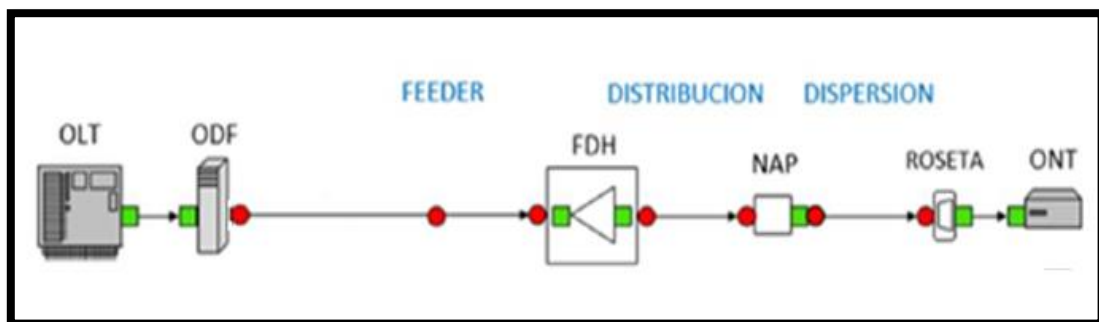 FEEDER DISTRIBUCION DISPERSION
OLT ODF FDH NAP ROSETA ONT